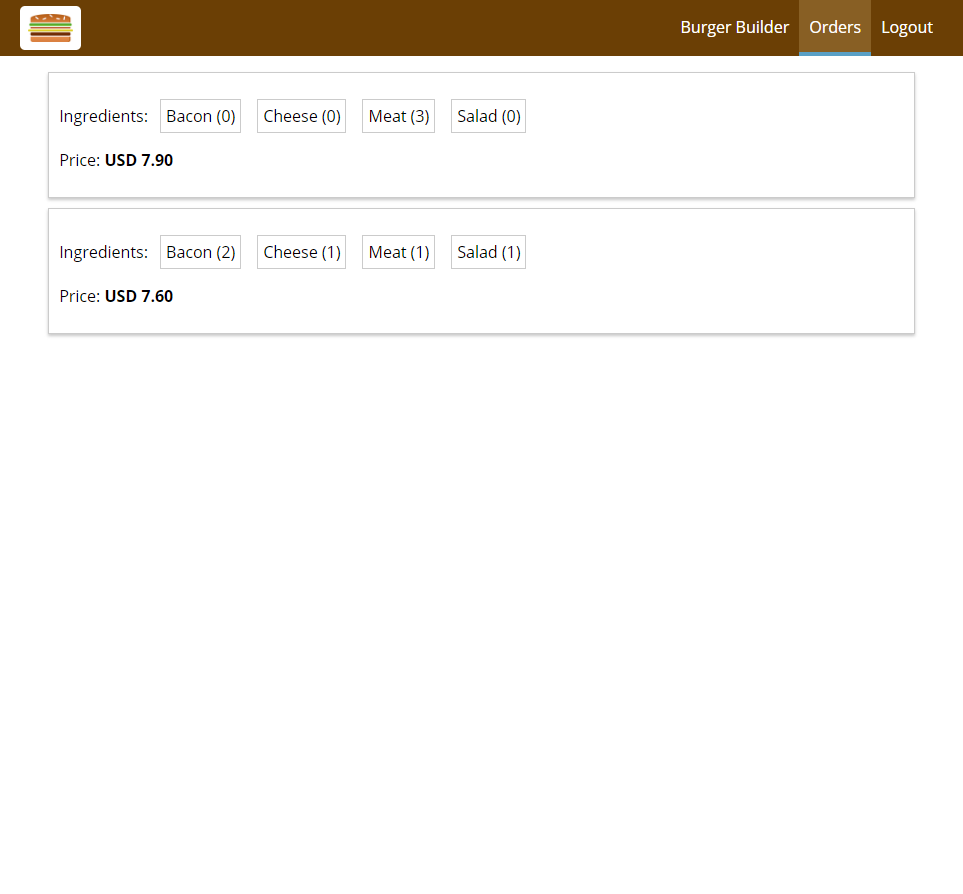 Burger Builder Orders Logout
Ingredients: Bacon (0) Cheese (0) Meat (3) Salad (0)
Price: USD 7.90
Ingredients: Bacon (2) Cheese (1) Meat (1) Salad (1)
Price: USD 7.60